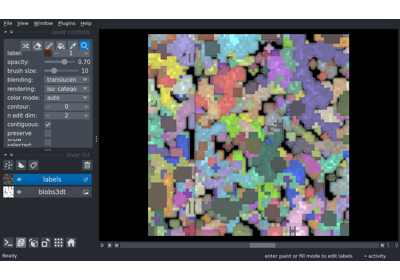 File View Window Plugins Help
layer controls
label: 1
opacity: 0.70
brush size: 10
blending: translucen
rendering: iso_catego
color mode: auto
contour: 0
n edit dim: 2
contiguous:
preserve
selected:
layer list
labels
blobs3dt
Ready
enter paint or fill mode to edit labels
activity